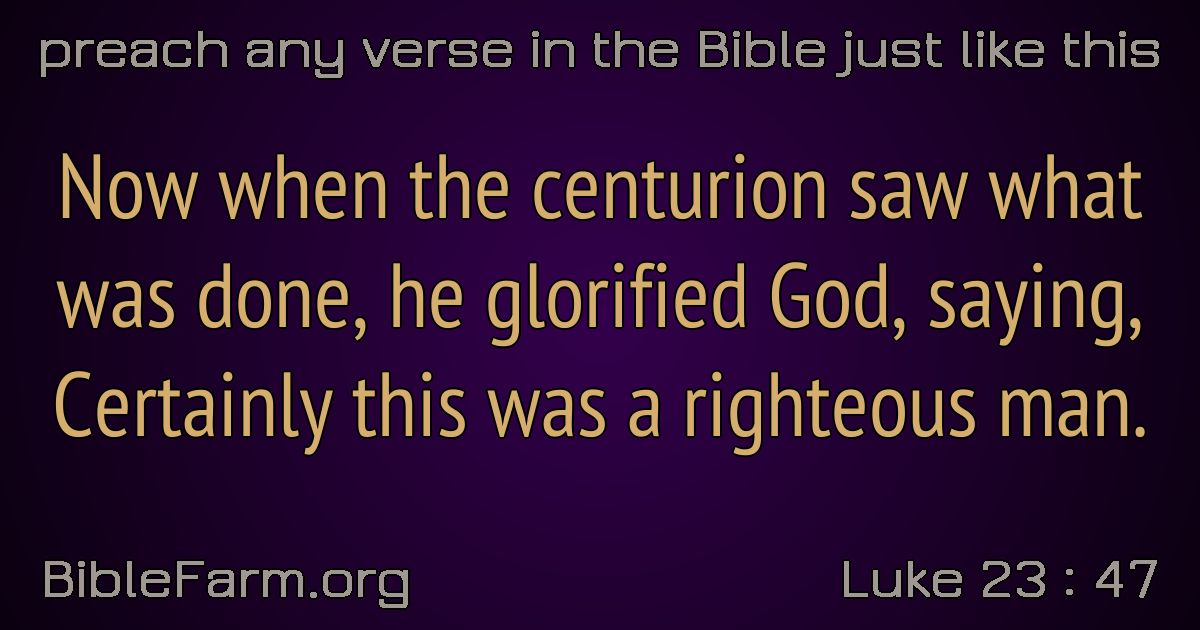 preach any verse in the Bible just like this
Now when the centurion saw what
was done, he glorified God, saying,
Certainly this was a righteous man.
BibleFarm.org
Luke 23 : 47